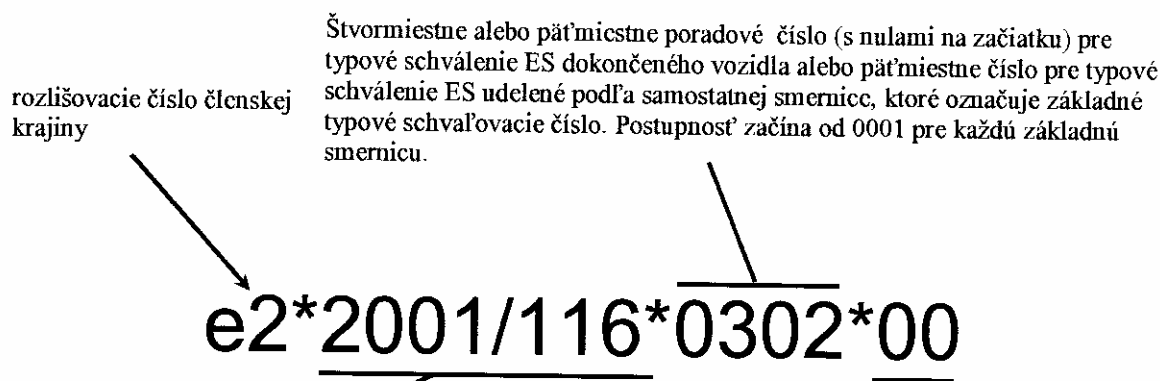 Štvormiestne alebo päťmiestne poradové číslo (s nulami na začiatku) pre
typové schválenie ES dokončeného vozidla alebo päťmiestne číslo pre typové
schválenie ES udelené podľa samostatnej smernice, ktoré označuje základné
typové schvaľovacie číslo. Postupnosť začína od 0001 pre každú základnú
smernicu.
rozlišovacie číslo členskej
krajiny
e2*2001/116*0302*00